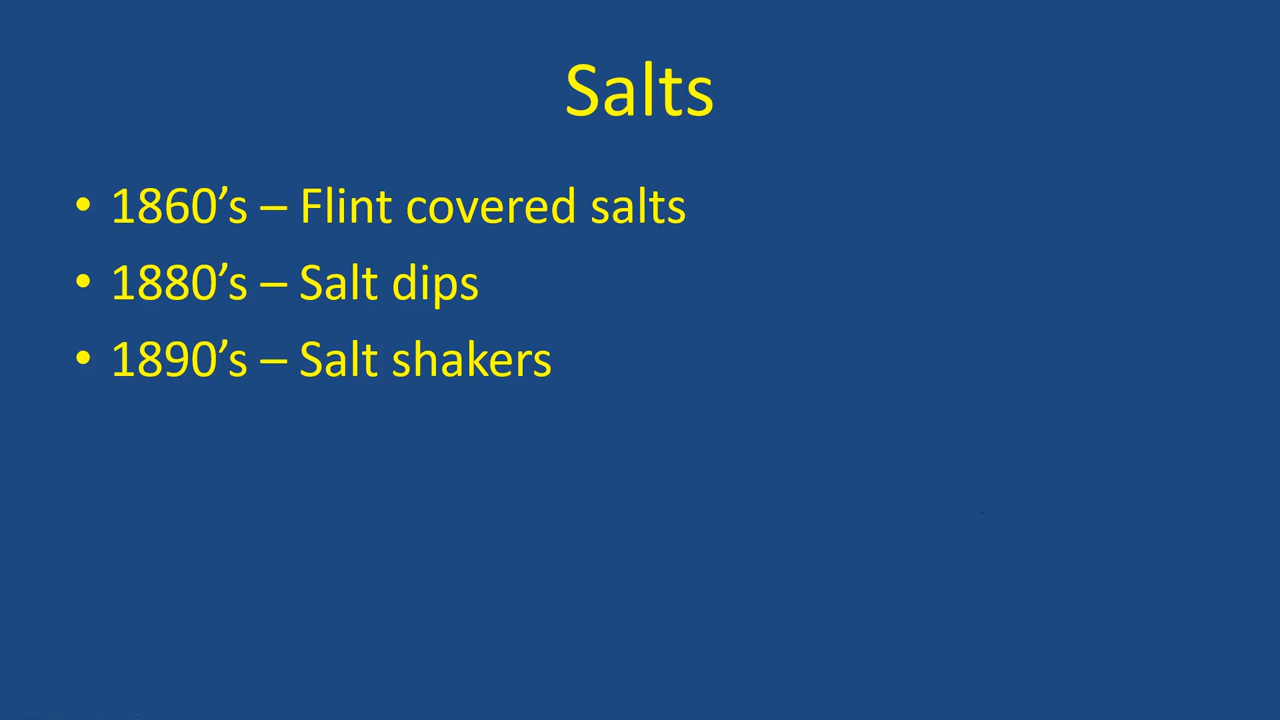 Salts
• 1860’s – Flint covered salts
• 1880’s – Salt dips
• 1890’s – Salt shakers